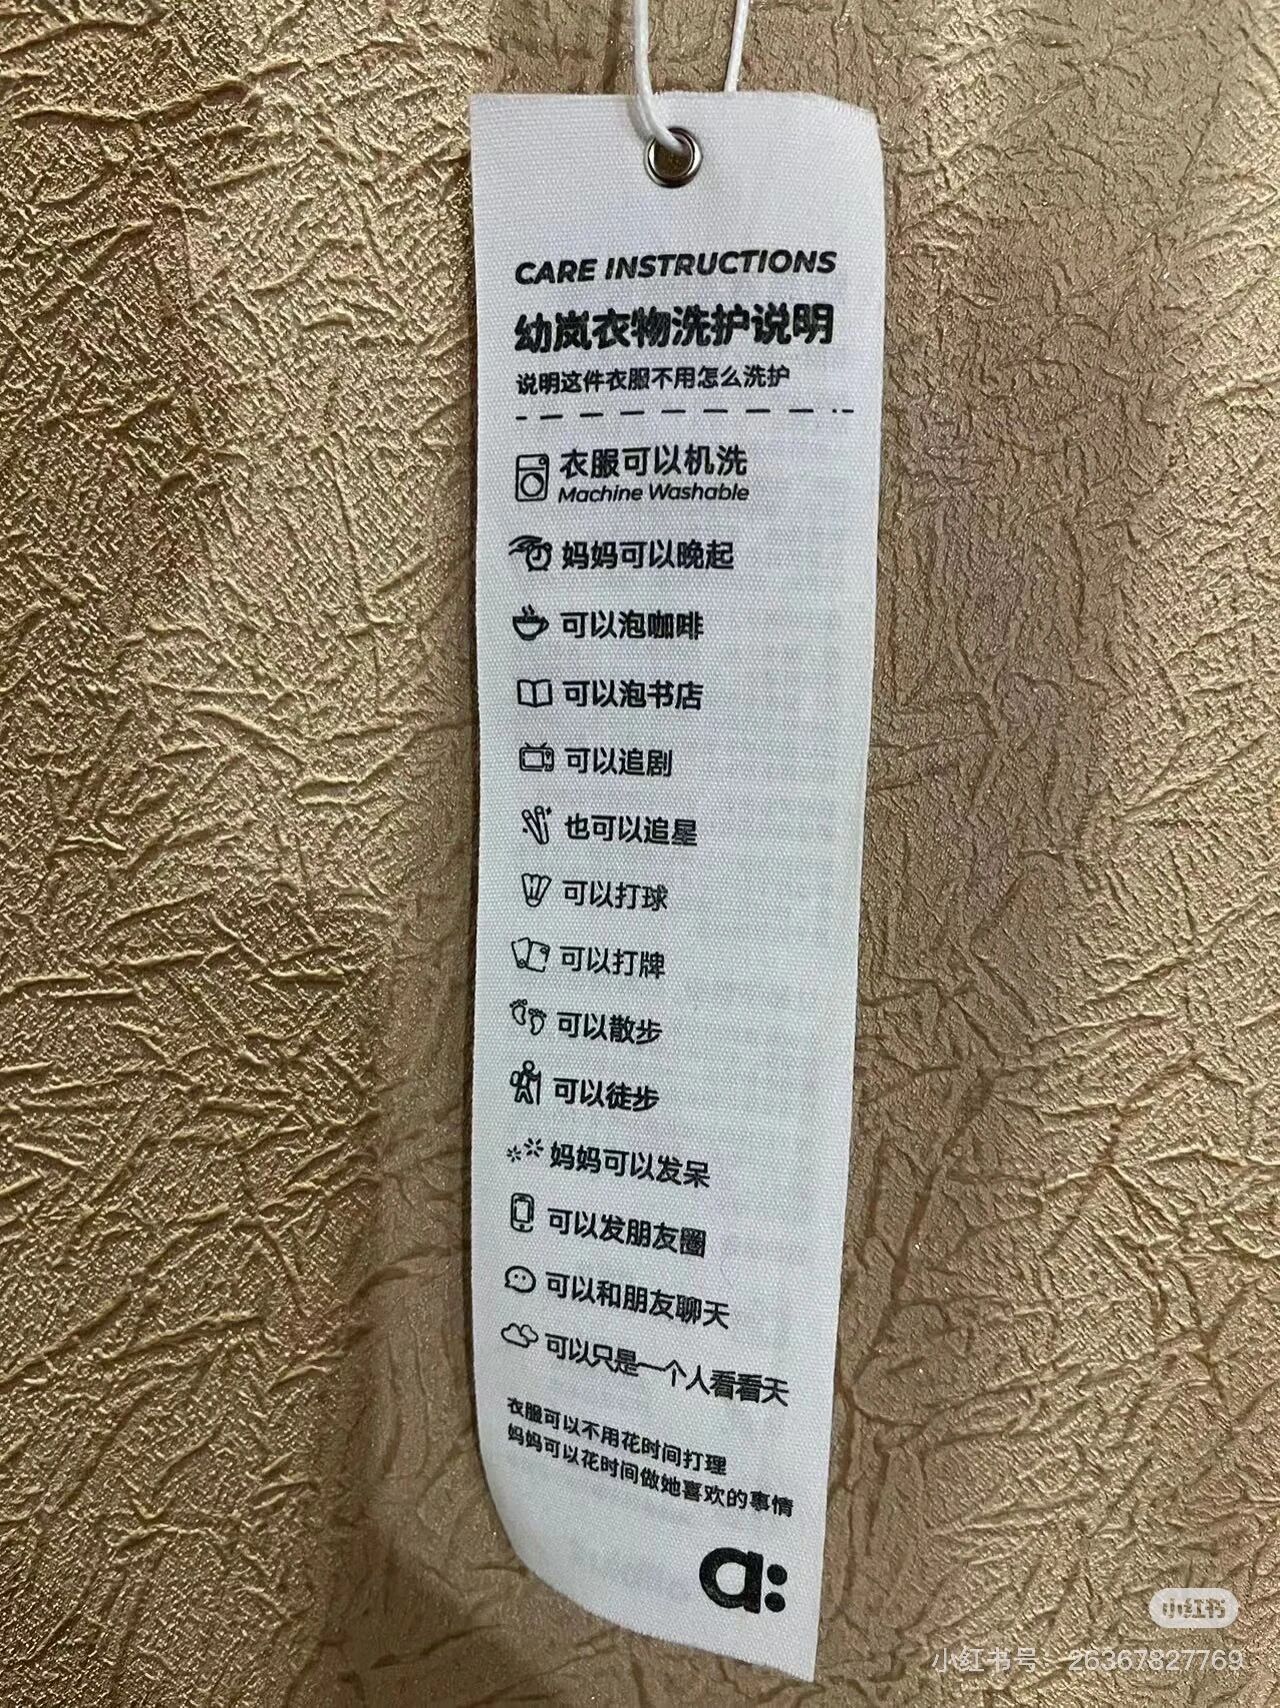 CARE INSTRUCTIONS
幼岚衣物洗护说明
说明这件衣服不用怎么洗护
衣服可以机洗
Machine Washable
妈妈可以晚起
可以泡咖啡
可以泡书店
可以追剧
也可以追星
可以打球
可以打牌
可以散步
可以徒步
妈妈可以发呆
可以发朋友圈
可以和朋友聊天
可以只是一个人看看天
衣服可以不用花时间打理
妈妈可以花时间做她喜欢的事情
a:
小红书
小红书号：26367827769